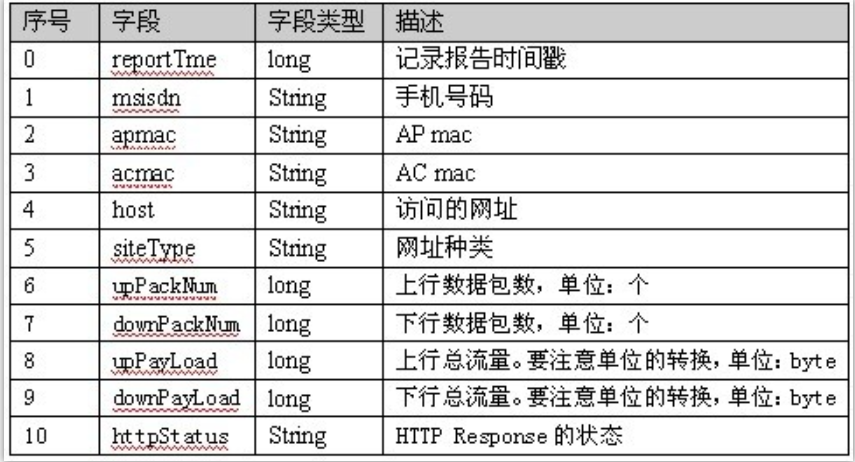 序号 字段 字段类型 描述
0 reportTme long 记录报告时间戳
1 msisdn String 手机号码
2 apmac String AP mac
3 acmac String AC mac
4 host String 访问的网址
5 siteType String 网址种类
6 upPackNum long 上行数据包数，单位：个
7 downPackNum long 下行数据包数，单位：个
8 upPayLoad long 上行总流量。要注意单位的转换，单位：byte
9 downPayLoad long 下行总流量。要注意单位的转换，单位：byte
10 httpStatus String HTTP Response 的状态